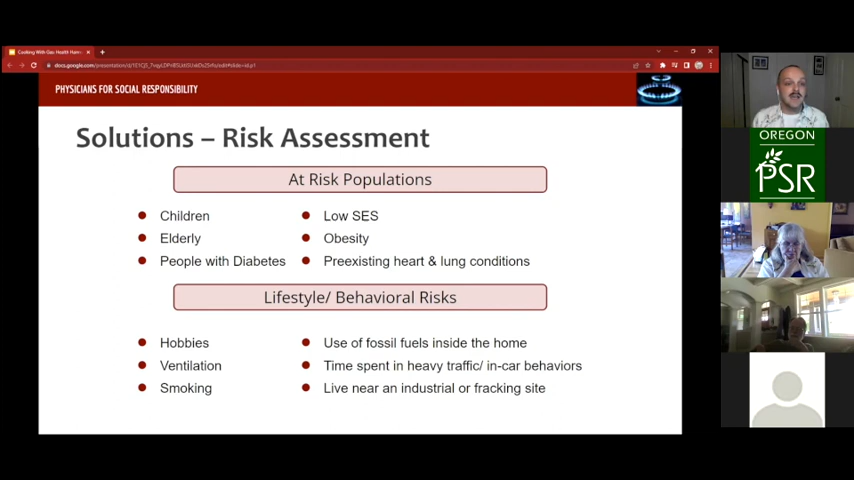 Cooking With Gas: Health Harm
PHYSICIANS FOR SOCIAL RESPONSIBILITY
Solutions – Risk Assessment
At Risk Populations
Children
Elderly
People with Diabetes
Low SES
Obesity
Preexisting heart & lung conditions
Lifestyle/ Behavioral Risks
Hobbies
Ventilation
Smoking
Use of fossil fuels inside the home
Time spent in heavy traffic/ in-car behaviors
Live near an industrial or fracking site
OREGON
PSR